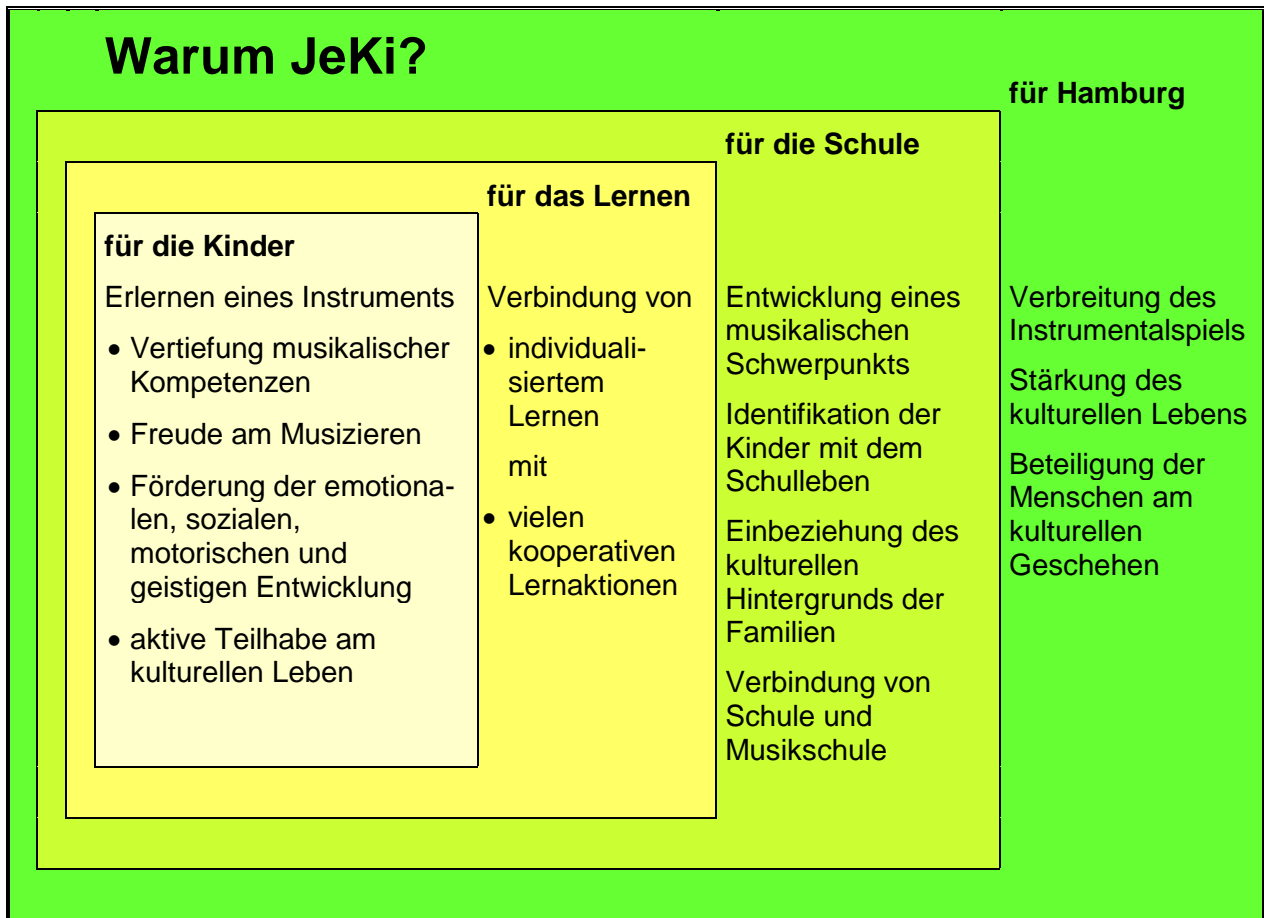 Warum JeKi?
für Hamburg
für die Schule
für das Lernen
für die Kinder
Erlernen eines Instruments
• Vertiefung musikalischer
Kompetenzen
• Freude am Musizieren
• Förderung der emotiona-
len, sozialen,
motorischen und
geistigen Entwicklung
• aktive Teilhabe am
kulturellen Leben
Verbindung von
• individuali-
siertem
Lernen
mit
• vielen
kooperativen
Lernaktionen
Entwicklung eines
musikalischen
Schwerpunkts
Identifikation der
Kinder mit dem
Schulleben
Einbeziehung des
kulturellen
Hintergrunds der
Familien
Verbindung von
Schule und
Musikschule
Verbreitung des
Instrumentalspiels
Stärkung des
kulturellen Lebens
Beteiligung der
Menschen am
kulturellen
Geschehen